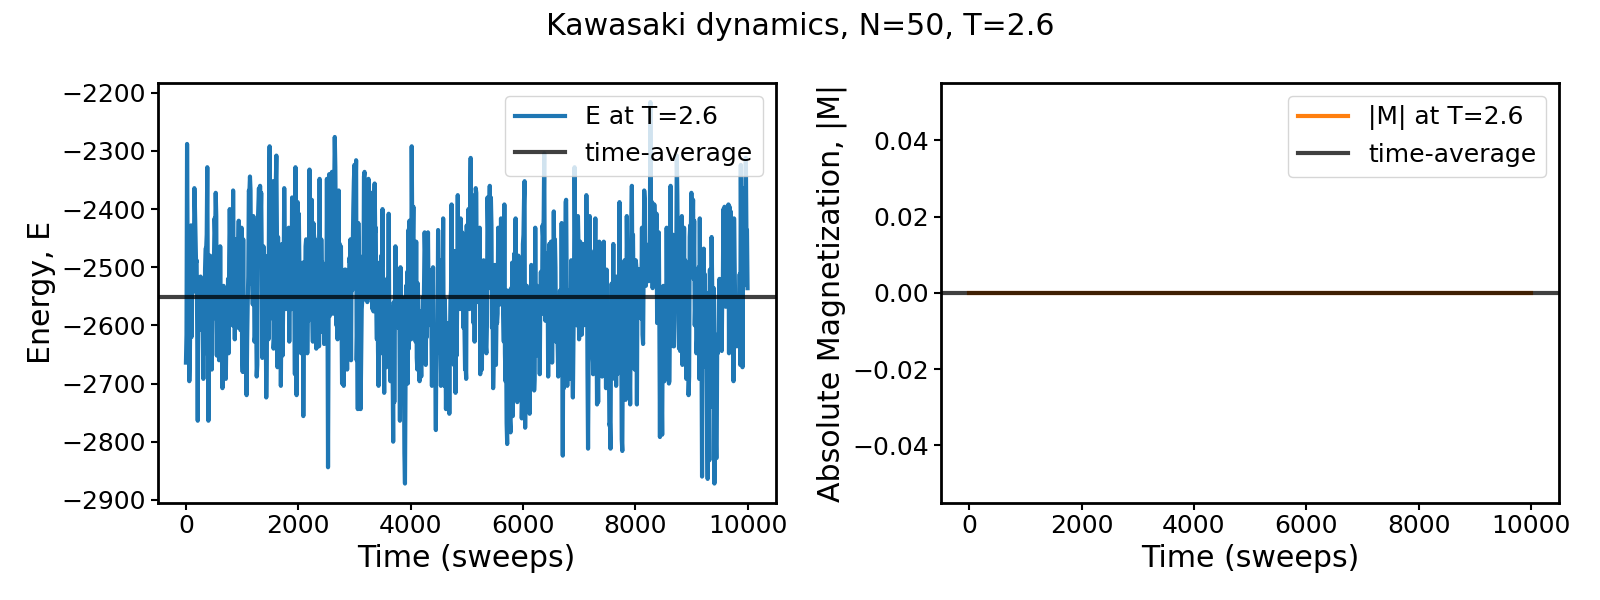 Kawasaki dynamics, N=50, T=2.6
Energy, E
−2200
−2300
−2400
−2500
−2600
−2700
−2800
−2900
E at T=2.6
time-average
0
2000
4000
6000
8000
10000
Time (sweeps)
Absolute Magnetization, |M|
0.04
0.02
0.00
−0.02
−0.04
|M| at T=2.6
time-average
0
2000
4000
6000
8000
10000
Time (sweeps)